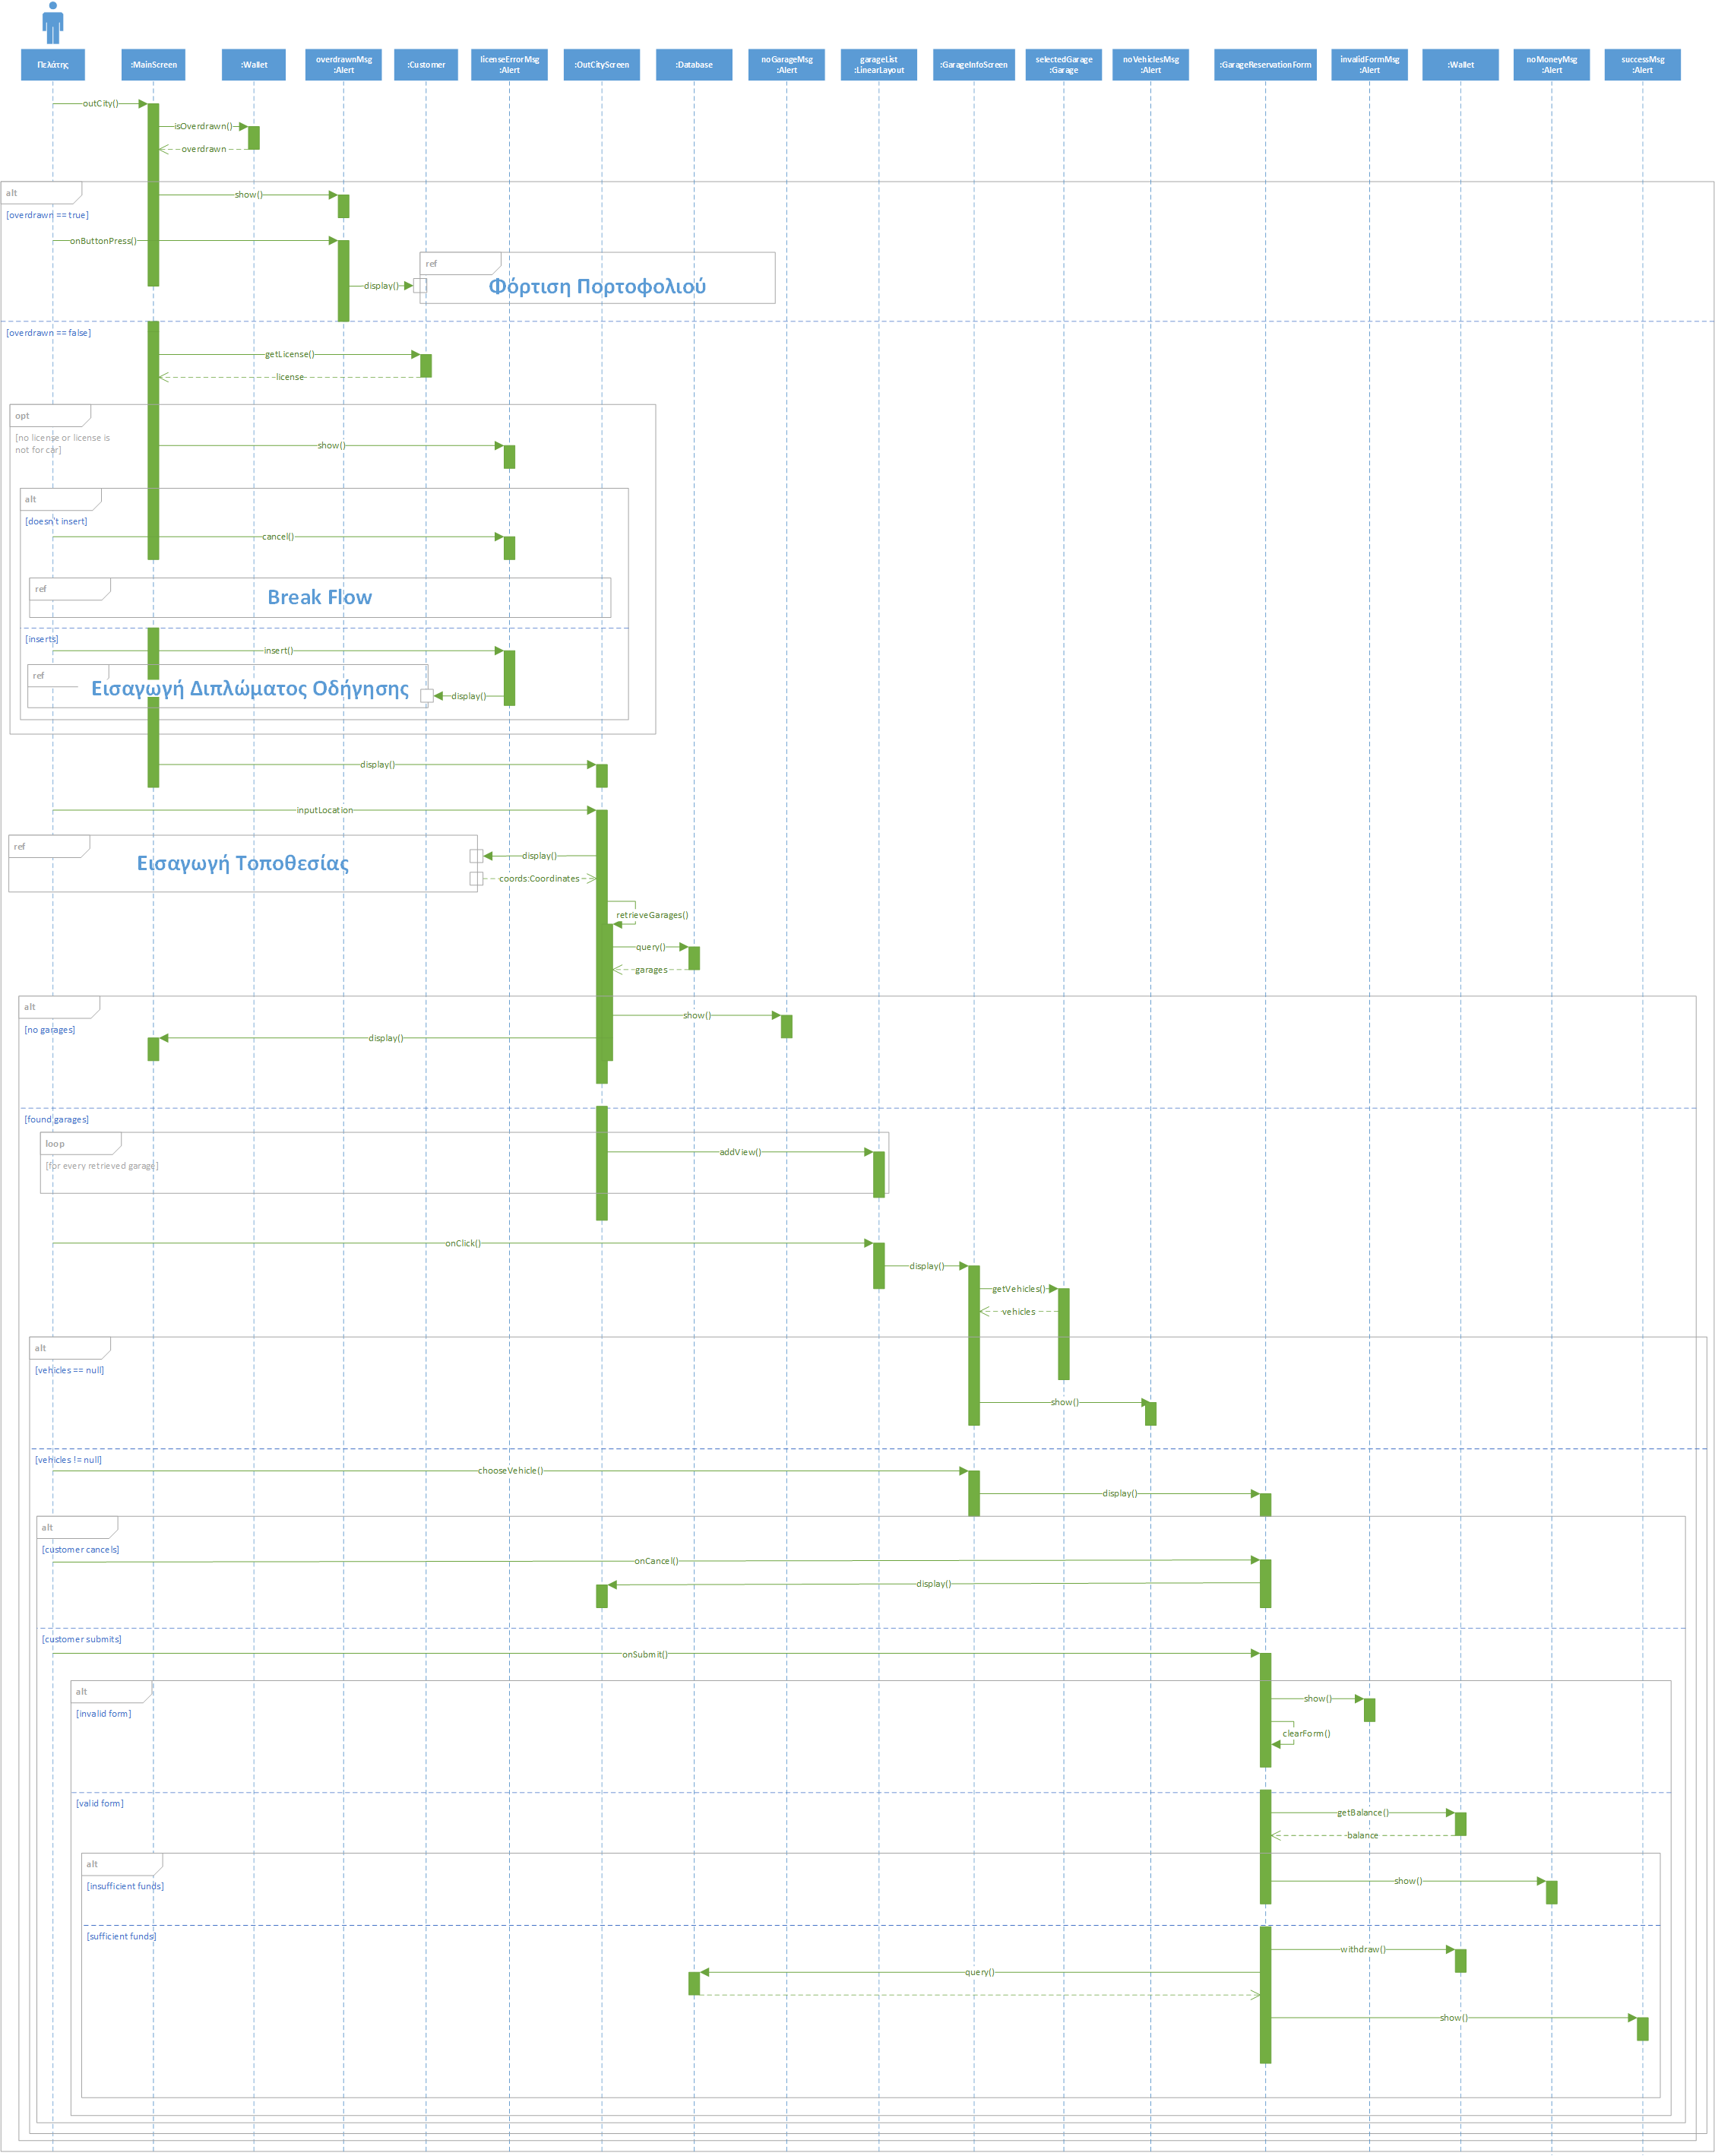 Πελάτης
:MainScreen
:Wallet
overdrawnMsg
:Alert
:Customer
licenseErrorMsg
:Alert
:OutCityScreen
:Database
noGarageMsg
:Alert
garageList
:LinearLayout
:GarageInfoScreen
selectedGarage
:Garage
noVehiclesMsg
:Alert
:GarageReservationForm
invalidFormMsg
:Alert
:Wallet
noMoneyMsg
:Alert
successMsg
:Alert
outCity()
isOverdrawn()
overdrawn
alt
show()
[overdrawn == true]
onButtonPress()
ref
display()
Φόρτιση Πορτοφολιού
[overdrawn == false]
getLicense()
license
opt
[no license or license is
not for car]
show()
alt
[doesn't insert]
cancel()
ref
Break Flow
[inserts]
insert()
ref
Εισαγωγή Διπλώματος Οδήγησης
display()
display()
inputLocation
ref
Εισαγωγή Τοποθεσίας
display()
coords:Coordinates
retrieveGarages()
query()
garages
alt
show()
[no garages]
display()
[found garages]
loop
addView()
[for every retrieved garage]
onClick()
display()
getVehicles()
vehicles
alt
[vehicles == null]
show()
[vehicles != null]
chooseVehicle()
display()
alt
[customer cancels]
onCancel()
display()
[customer submits]
onSubmit()
alt
show()
[invalid form]
clearForm()
[valid form]
getBalance()
balance
alt
show()
[insufficient funds]
[sufficient funds]
withdraw()
query()
show()